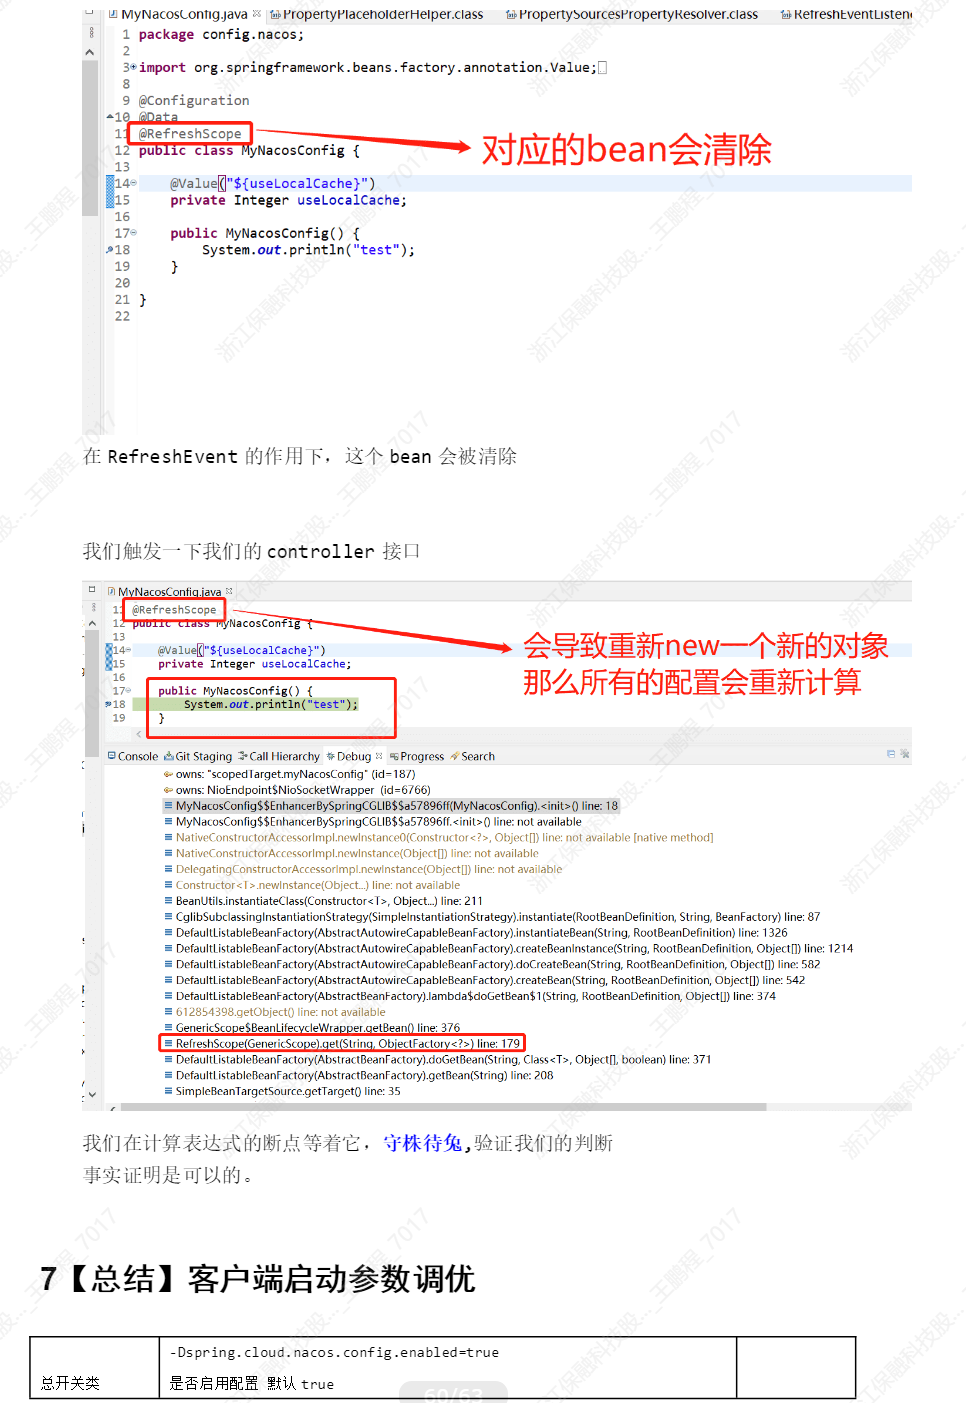 MyNacosConfig.java PropertyPlaceholderHelper.class PropertySourcesPropertyResolver.class
1 package config.nacos;
2
3 import org.springframework.beans.factory.annotation.Value;
8
9 @Configuration
10 @Data
11 @RefreshScope
12 public class MyNacosConfig {
13
14 @Value("${useLocalCache}")
15 private Integer useLocalCache;
16
17 public MyNacosConfig() {
18 System.out.println("test");
19 }
20
21 }
22
对应的bean会清除
在 RefreshEvent 的作用下，这个 bean 会被清除
我们触发一下我们的 controller 接口
MyNacosConfig.java
11 @RefreshScope
12 public class MyNacosConfig {
13
14 @Value("${useLocalCache}")
15 private Integer useLocalCache;
16
17 public MyNacosConfig() {
18 System.out.println("test");
19 }
会导致重新new一个新的对象
那么所有的配置会重新计算
Console Git Staging Call Hierarchy Debug Progress Search
owns: "scopedTarget.myNacosConfig" (id=187)
owns: NioEndpoint$NioSocketWrapper (id=6766)
MyNacosConfig$$EnhancerBySpringCGLIB$$a57896ff(MyNacosConfig).<init>() line: 18
MyNacosConfig$$EnhancerBySpringCGLIB$$a57896ff.<init>() line: not available
NativeConstructorAccessorImpl.newInstance0(Constructor<?>, Object[]) line: not available [native method]
NativeConstructorAccessorImpl.newInstance(Object[]) line: not available
DelegatingConstructorAccessorImpl.newInstance(Object[]) line: not available
Constructor<T>.newInstance(Object...) line: not available
BeanUtils.instantiateClass(Constructor<T>, Object...) line: 211
CglibSubclassingInstantiationStrategy(SimpleInstantiationStrategy).instantiate(RootBeanDefinition, String, BeanFactory) line: 87
DefaultListableBeanFactory(AbstractAutowireCapableBeanFactory).instantiateBean(String, RootBeanDefinition) line: 1326
DefaultListableBeanFactory(AbstractAutowireCapableBeanFactory).createBeanInstance(String, RootBeanDefinition, Object[]) line: 1214
DefaultListableBeanFactory(AbstractAutowireCapableBeanFactory).doCreateBean(String, RootBeanDefinition, Object[]) line: 582
DefaultListableBeanFactory(AbstractAutowireCapableBeanFactory).createBean(String, RootBeanDefinition, Object[]) line: 542
DefaultListableBeanFactory(AbstractBeanFactory).lambda$doGetBean$1(String, RootBeanDefinition, Object[]) line: 374
612854398.getObject() line: not available
GenericScope$BeanLifecycleWrapper.getBean() line: 376
RefreshScope(GenericScope).get(String, ObjectFactory<?>) line: 179
DefaultListableBeanFactory(AbstractBeanFactory).doGetBean(String, Class<T>, Object[], boolean) line: 371
DefaultListableBeanFactory(AbstractBeanFactory).getBean(String) line: 208
SimpleBeanTargetSource.getTarget() line: 35
我们在计算表达式的断点等着它，守株待兔,验证我们的判断
事实证明是可以的。
7【总结】客户端启动参数调优
-Dspring.cloud.nacos.config.enabled=true
总开关类 是否启用配置 默认 true
60/63